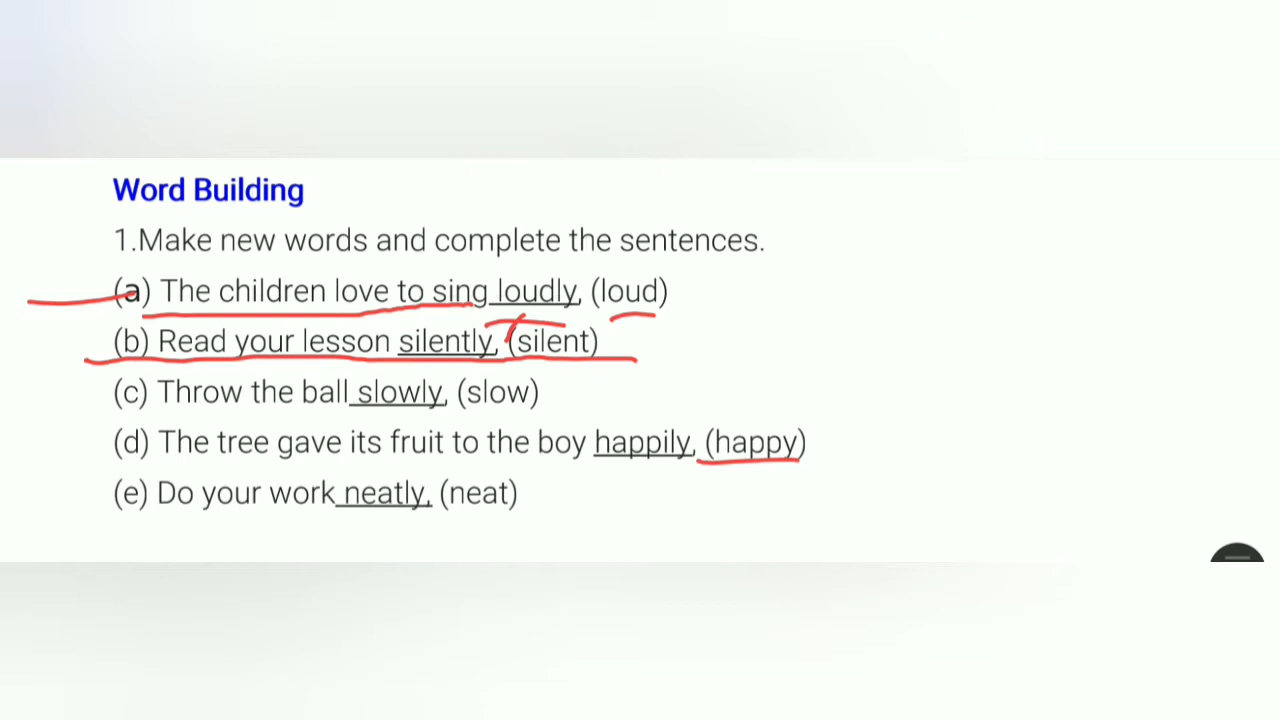 Word Building
1.Make new words and complete the sentences.
(a) The children love to sing loudly, (loud)
(b) Read your lesson silently, (silent)
(c) Throw the ball slowly, (slow)
(d) The tree gave its fruit to the boy happily, (happy)
(e) Do your work neatly, (neat)